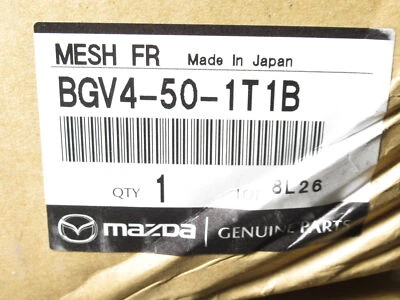 MESH FR Made In Japan
BGV4-50-1T1B
QTY 1 LOT 8L26
mazda GENUINE PARTS